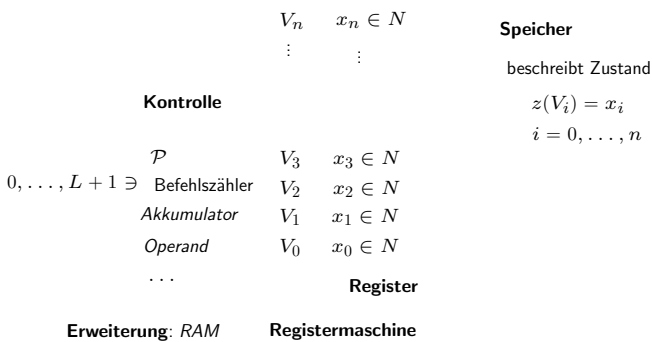 V_n x_n ∈ N
Speicher
⋮ ⋮
beschreibt Zustand
Kontrolle
z(V_i) = x_i
i = 0, . . . , n
𝒫 V_3 x_3 ∈ N
0, . . . , L + 1 ∋ Befehlszähler V_2 x_2 ∈ N
Akkumulator V_1 x_1 ∈ N
Operand V_0 x_0 ∈ N
. . .
Register
Erweiterung: RAM Registermaschine